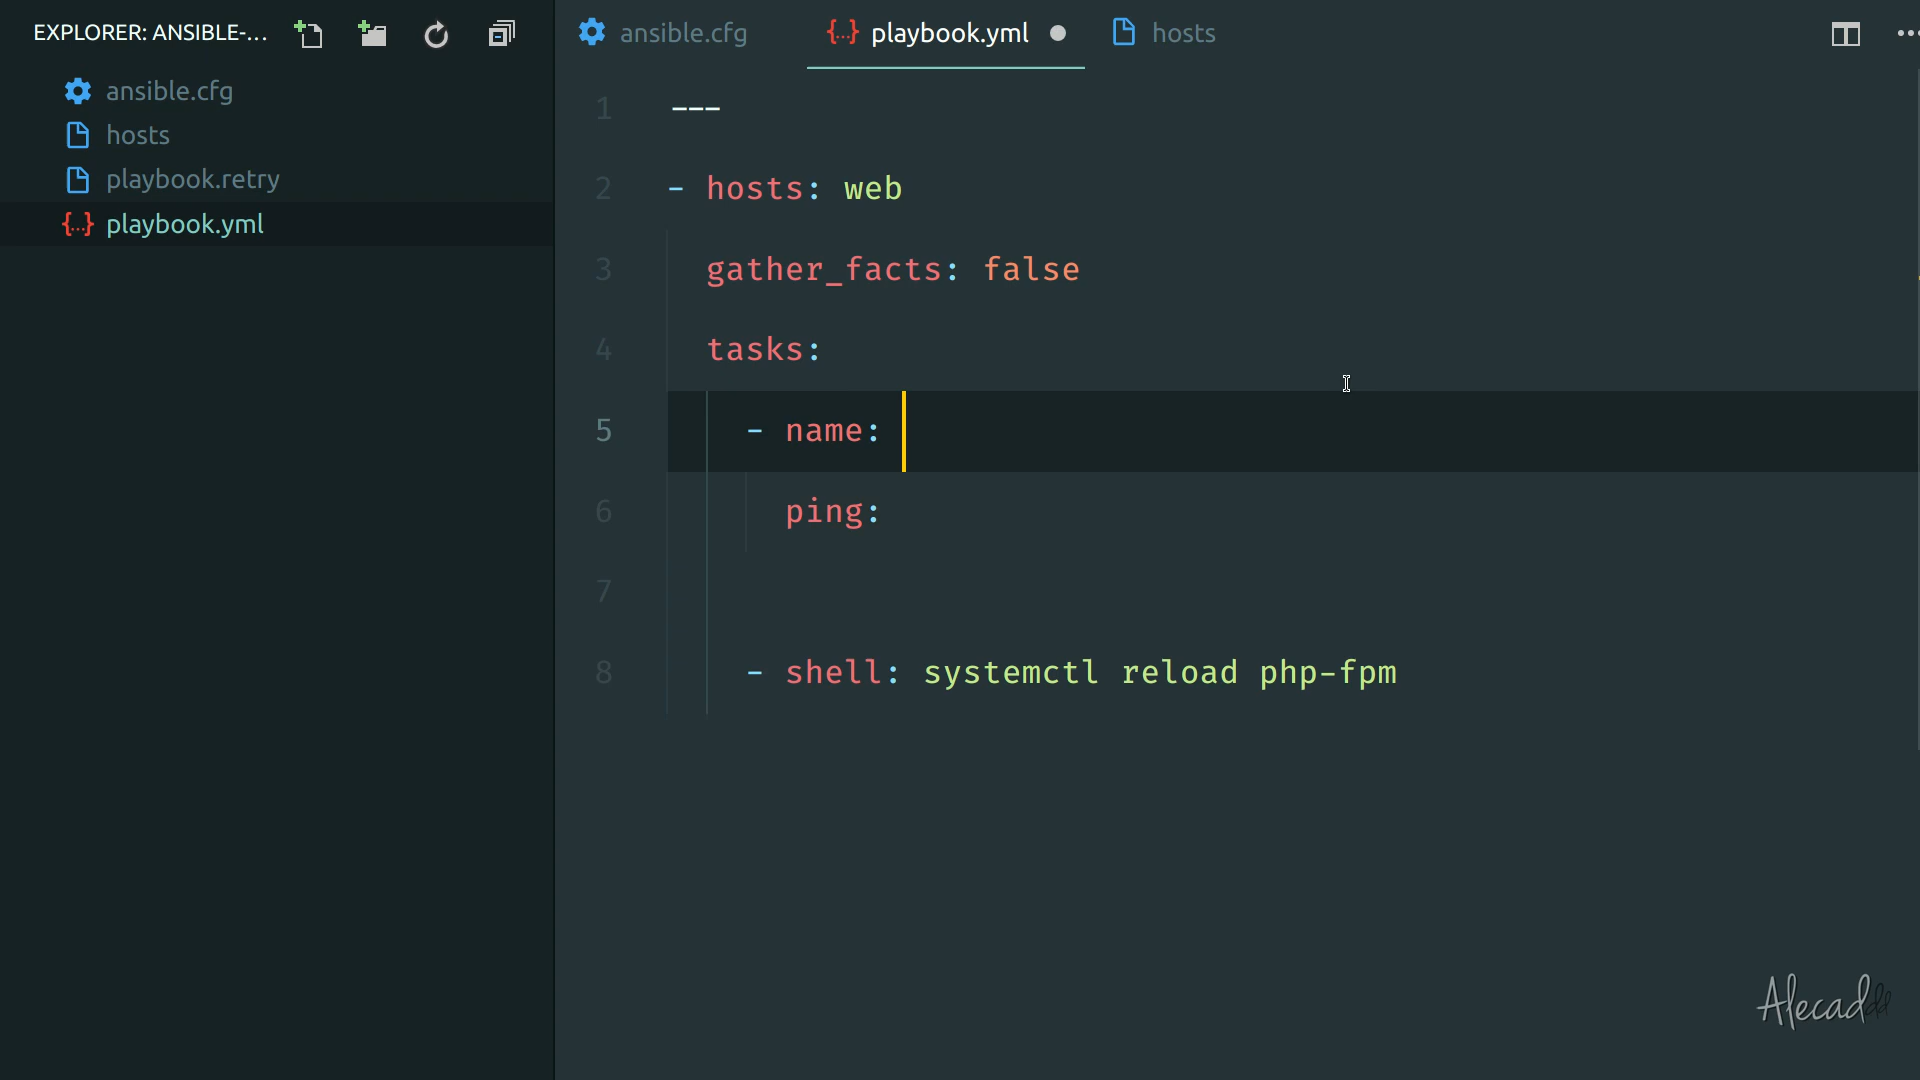 EXPLORER: ANSIBLE-...
ansible.cfg
hosts
playbook.retry
{...} playbook.yml
ansible.cfg
{...} playbook.yml
hosts
1 ---
2 - hosts: web
3 gather_facts: false
4 tasks:
5 - name:
6 ping:
7
8 - shell: systemctl reload php-fpm
Alecaddd